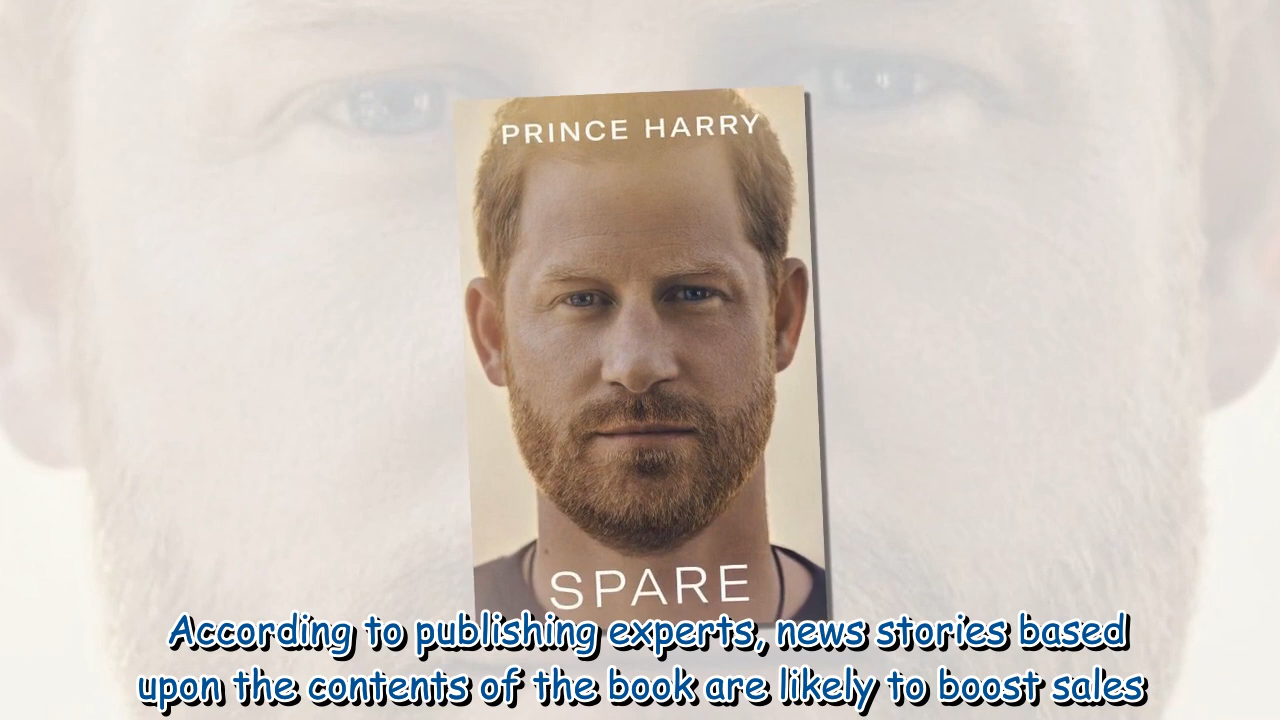 PRINCE HARRY
SPARE
According to publishing experts, news stories based
upon the contents of the book are likely to boost sales